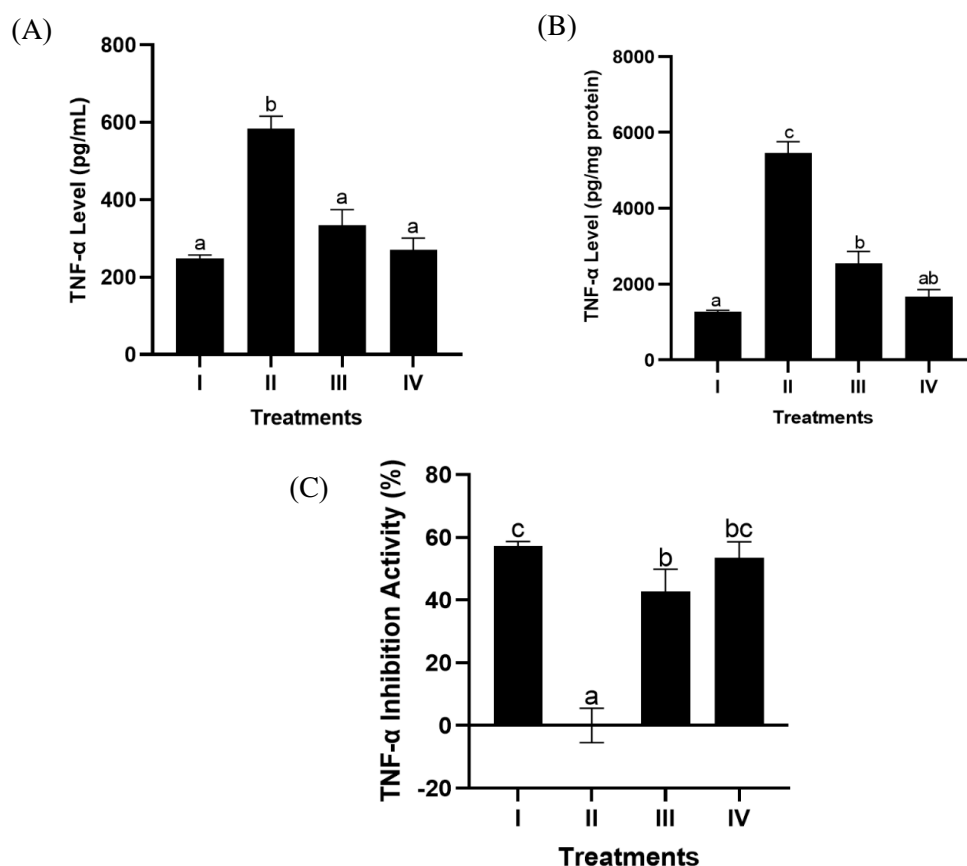 (A)
TNF-α Level (pg/mL)
800
600
400
200
0
a
b
a
a
I II III IV
Treatments
(B)
TNF-α Level (pg/mg protein)
8000
6000
4000
2000
0
a
c
b
ab
I II III IV
Treatments
(C)
TNF-α Inhibition Activity (%)
80
60
40
20
0
-20
c
a
b
bc
I II III IV
Treatments